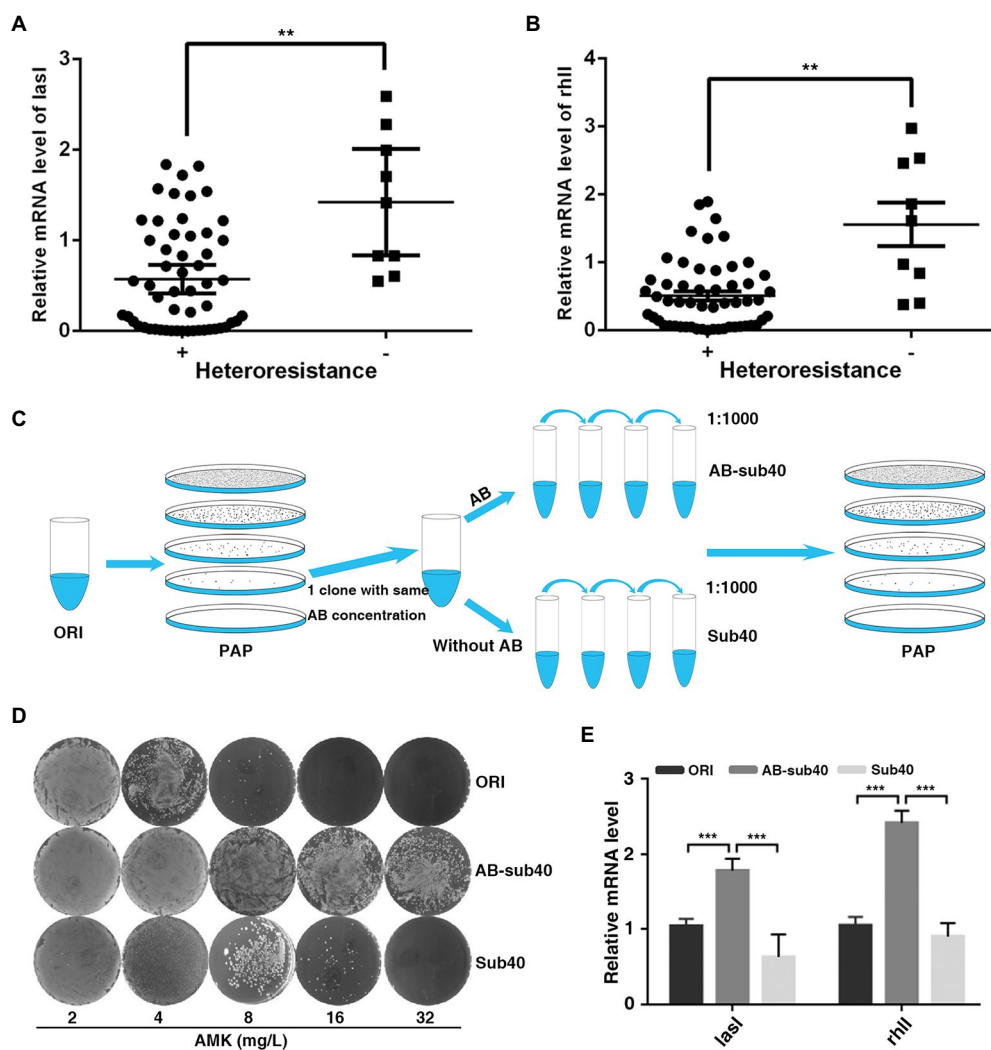 A
**
3
2
1
0
Relative mRNA level of lasI
+
-
Heteroresistance
B
**
4
3
2
1
0
Relative mRNA level of rhlI
+
-
Heteroresistance
C
ORI
PAP
1 clone with same
AB concentration
AB
Without AB
1:1000
AB-sub40
1:1000
Sub40
PAP
D
ORI
AB-sub40
Sub40
2 4 8 16 32
AMK (mg/L)
E
ORI AB-sub40 Sub40
3
2
1
0
Relative mRNA level
*** ***
*** ***
lasI rhlI